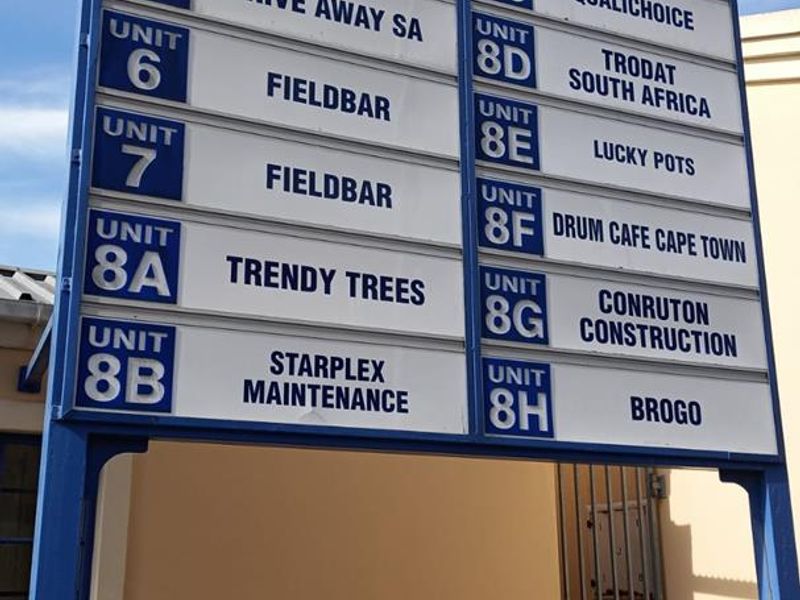 AWAY SA
UNIT
6
FIELDBAR
UNIT
7
FIELDBAR
UNIT
8A
TRENDY TREES
UNIT
8B
STARPLEX
MAINTENANCE
QUALICHOICE
UNIT
8D
TRODAT
SOUTH AFRICA
UNIT
8E
LUCKY POTS
UNIT
8F
DRUM CAFE CAPE TOWN
UNIT
8G
CONRUTON
CONSTRUCTION
UNIT
8H
BROGO